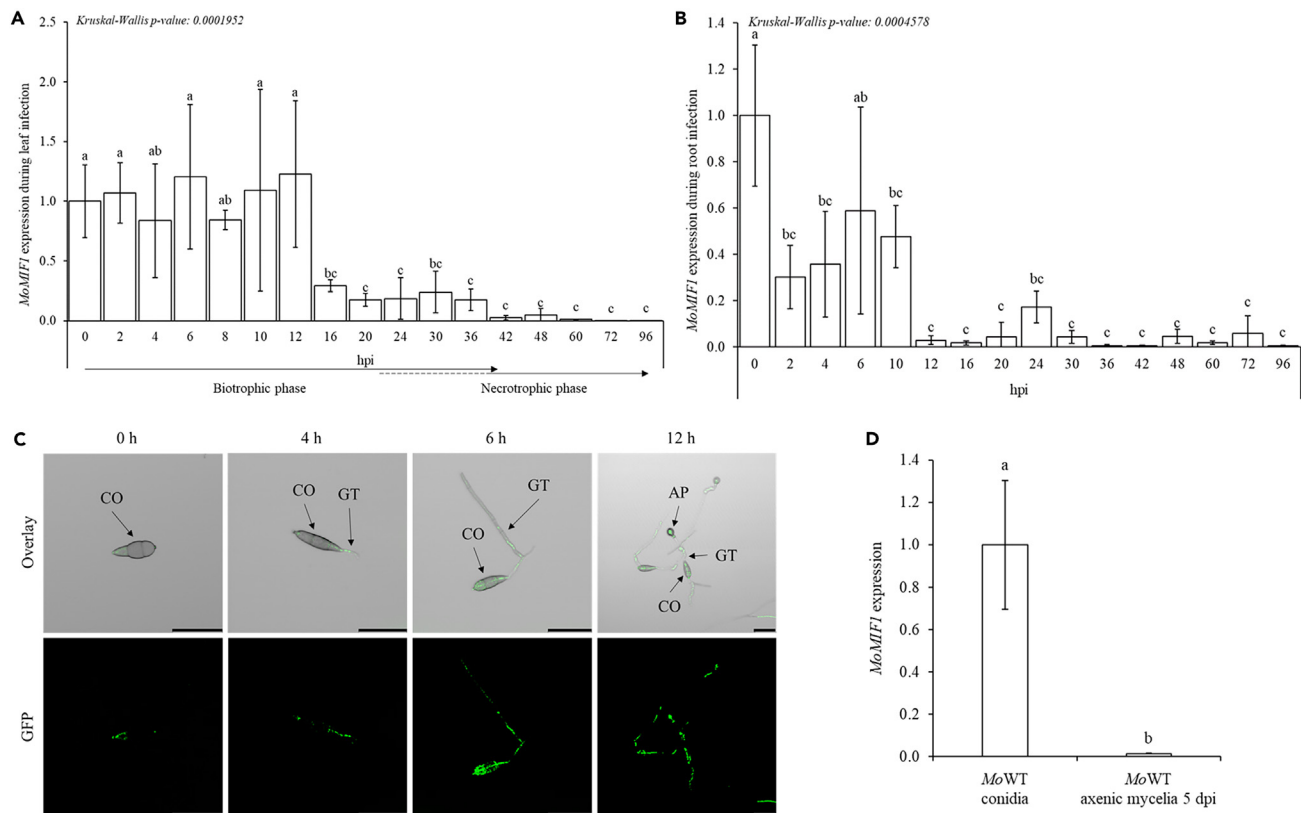 A
Kruskal-Wallis p-value: 0.0001952
MoMIF1 expression during leaf infection
2.5
2.0
1.5
1.0
0.5
0.0
a a ab a ab a a bc c c bc c c c c c c
0 2 4 6 8 10 12 16 20 24 30 36 42 48 60 72 96
hpi
Biotrophic phase Necrotrophic phase
B
Kruskal-Wallis p-value: 0.0004578
MoMIF1 expression during root infection
1.4
1.2
1.0
0.8
0.6
0.4
0.2
0.0
a bc bc ab bc c c c bc c c c c c c c
0 2 4 6 10 12 16 20 24 30 36 42 48 60 72 96
hpi
C
0 h 4 h 6 h 12 h
Overlay
CO
CO GT
GT
CO
AP
GT
CO
GFP
D
MoMIF1 expression
1.4
1.2
1.0
0.8
0.6
0.4
0.2
0.0
a
b
MoWT
conidia
MoWT
axenic mycelia 5 dpi